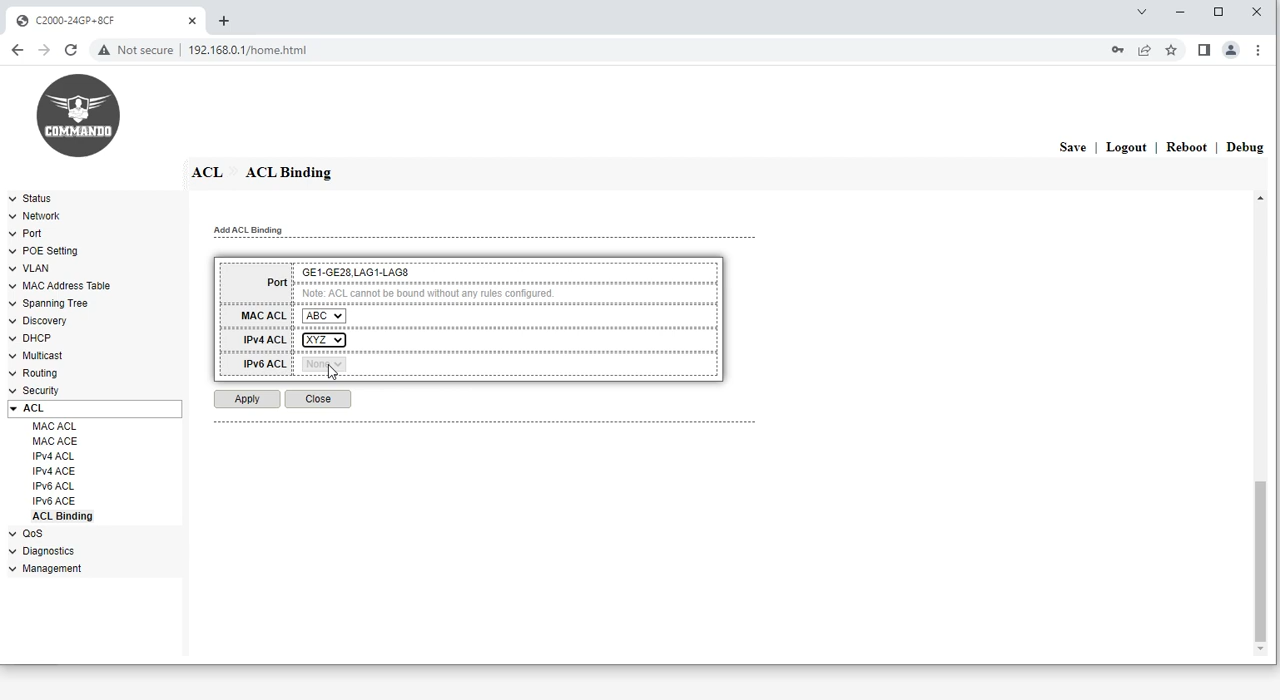 C2000-24GP+8CF
Not secure | 192.168.0.1/home.html
COMMANDO
Save | Logout | Reboot | Debug
ACL » ACL Binding
Status
Network
Port
POE Setting
VLAN
MAC Address Table
Spanning Tree
Discovery
DHCP
Multicast
Routing
Security
ACL
MAC ACL
MAC ACE
IPv4 ACL
IPv4 ACE
IPv6 ACL
IPv6 ACE
ACL Binding
QoS
Diagnostics
Management
Add ACL Binding
Port GE1-GE28,LAG1-LAG8
Note: ACL cannot be bound without any rules configured.
MAC ACL ABC
IPv4 ACL XYZ
IPv6 ACL None
Apply Close